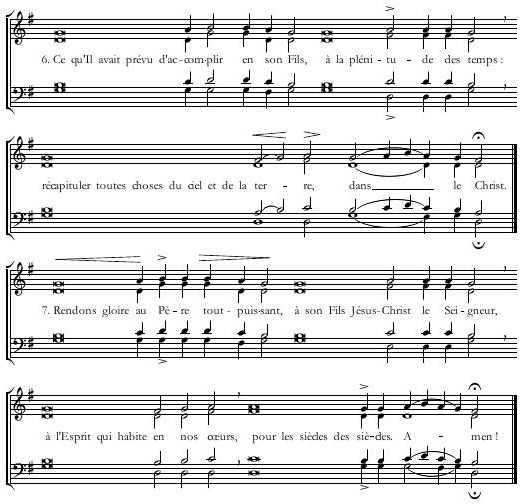 6. Ce qu'Il avait prévu d'ac-com-plir en son Fils, à la pléni-tu-de des temps :
récapituler toutes choses du ciel et de la ter-re, dans le Christ.
7. Rendons gloire au Pè-re tout-puis-sant, à son Fils Jésus-Christ le Sei-gneur,
à l'Esprit qui habite en nos cœurs, pour les siècles des siè-cles. A-men !